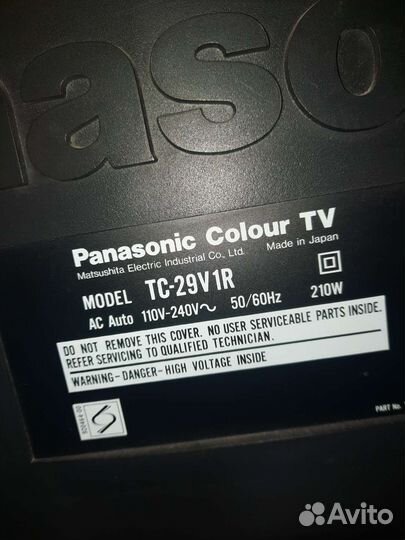 naso
Panasonic Colour TV
Matsushita Electric Industrial Co., Ltd. Made in Japan
MODEL TC-29V1R
AC Auto 110V-240V~ 50/60Hz 210W
DO NOT REMOVE THIS COVER. NO USER SERVICEABLE PARTS INSIDE.
REFER SERVICING TO QUALIFIED TECHNICIAN.
WARNING-DANGER-HIGH VOLTAGE INSIDE
S
PART No.
Avito